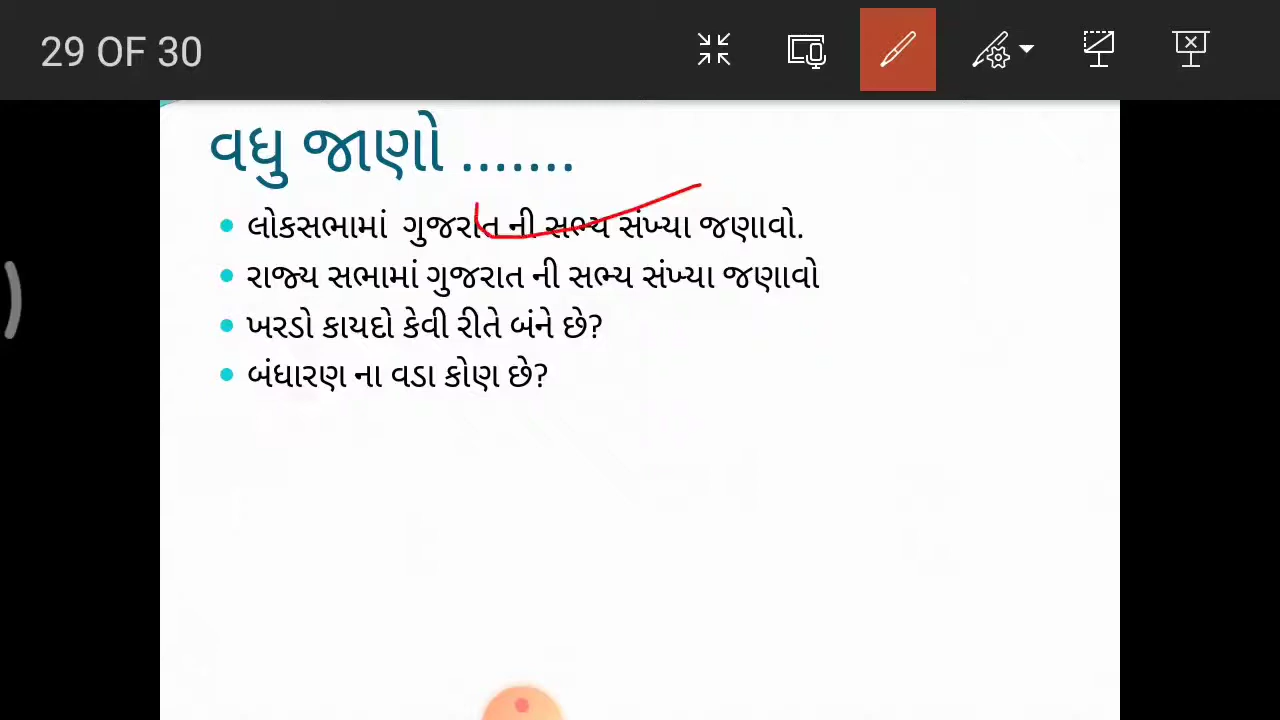 29 OF 30
વધુ જાણો .......
લોકસભામાં ગુજરાત ની સભ્ય સંખ્યા જણાવો.
રાજ્ય સભામાં ગુજરાત ની સભ્ય સંખ્યા જણાવો
ખરડો કાયદો કેવી રીતે બંને છે?
બંધારણ ના વડા કોણ છે?